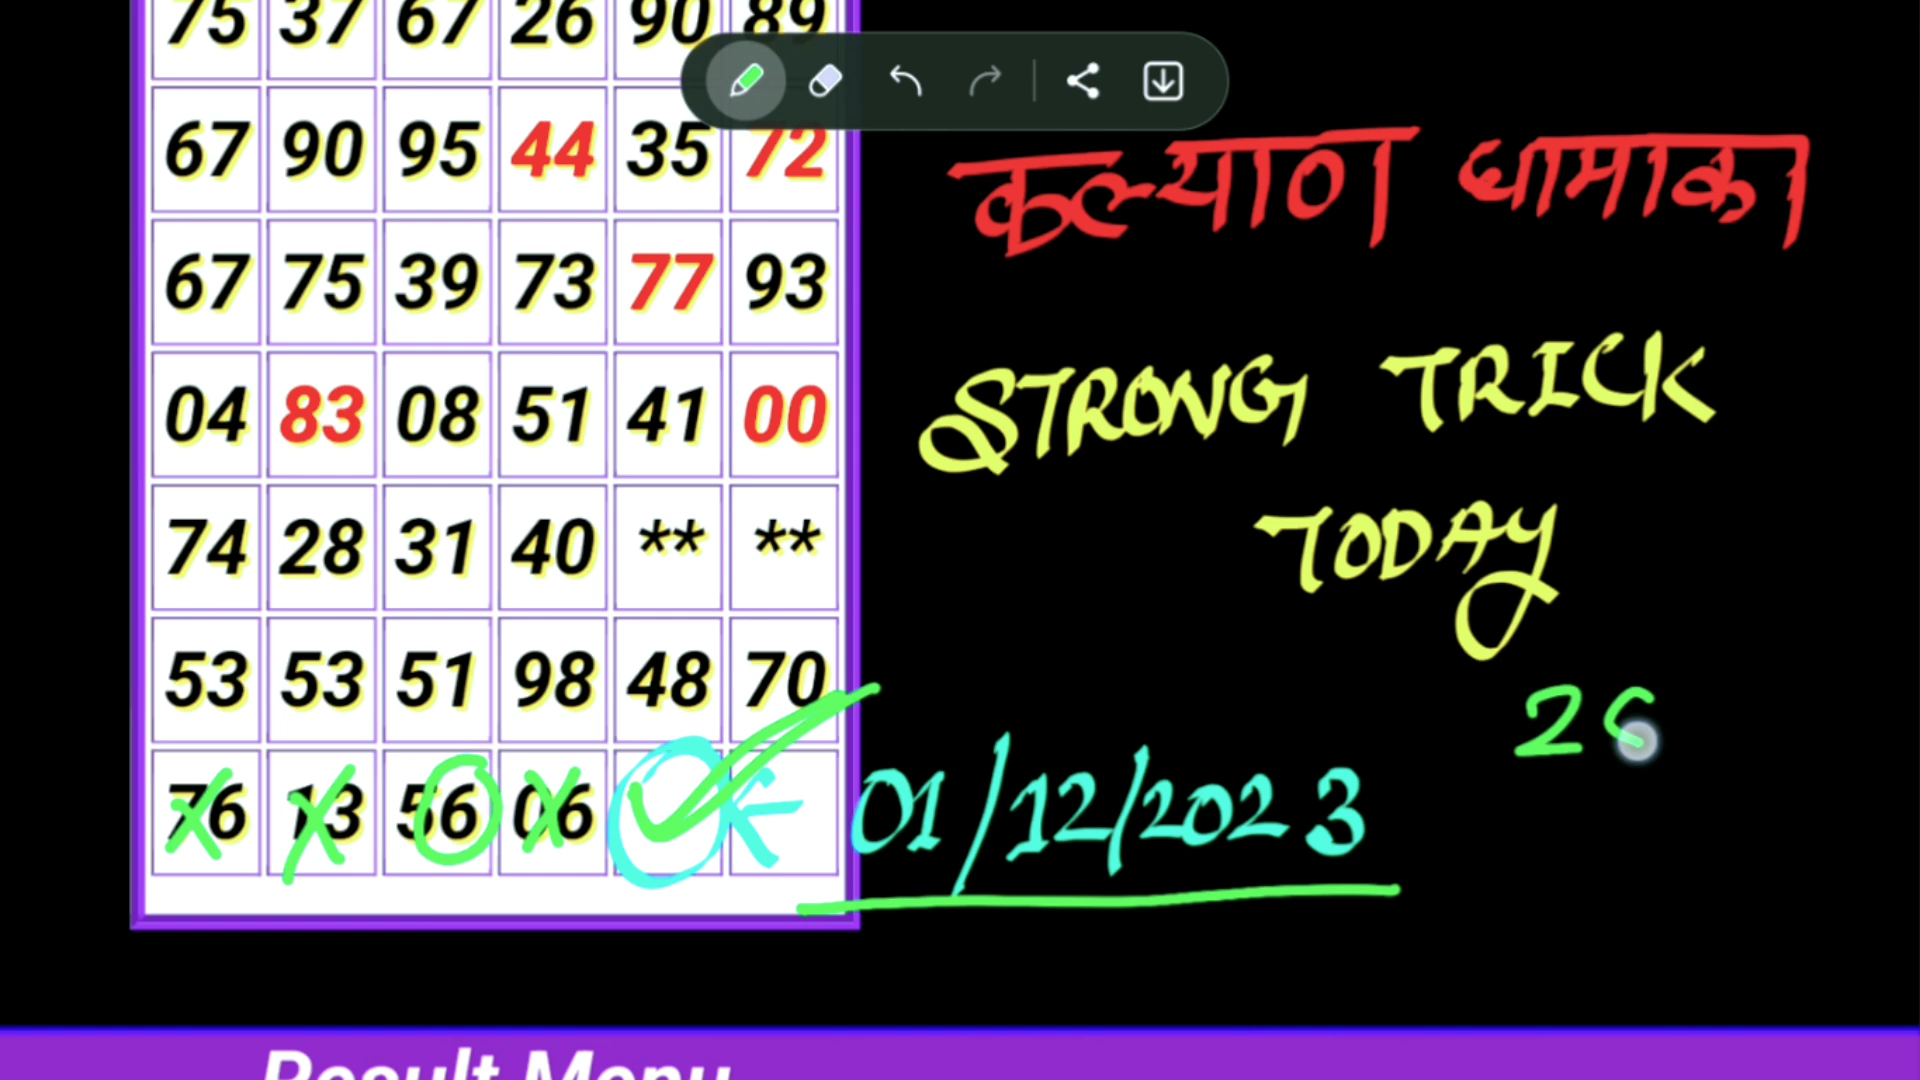 75 37 67 26 90 89
67 90 95 44 35 72
67 75 39 73 77 93
04 83 08 51 41 00
74 28 31 40 ** **
53 53 51 98 48 70
76 13 56 06
कल्याण धामाका
STRONG TRICK
TODAY
2
01/12/2023
Result Menu